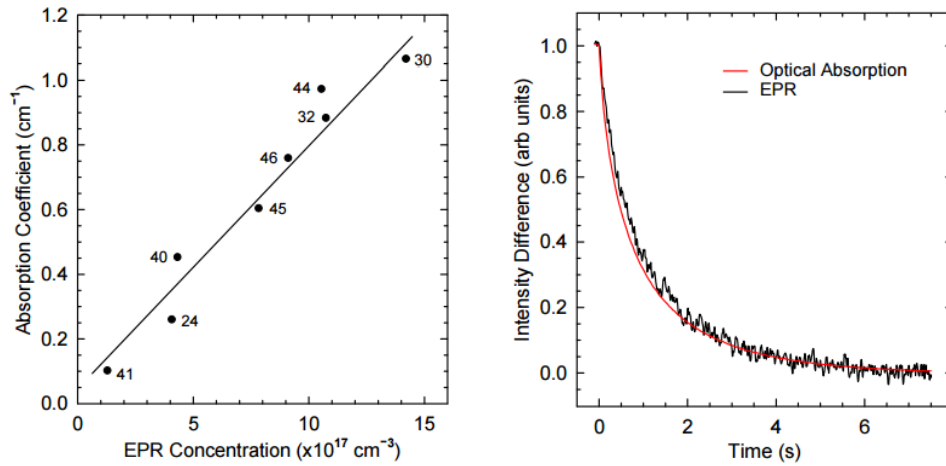 1.2
1.0
0.8
0.6
0.4
0.2
0.0
Absorption Coefficient (cm⁻¹)
30
44
32
46
45
40
24
41
0 5 10 15
EPR Concentration (x10¹⁷ cm⁻³)
1.0
0.8
0.6
0.4
0.2
0.0
Intensity Difference (arb units)
Optical Absorption
EPR
0 2 4 6
Time (s)